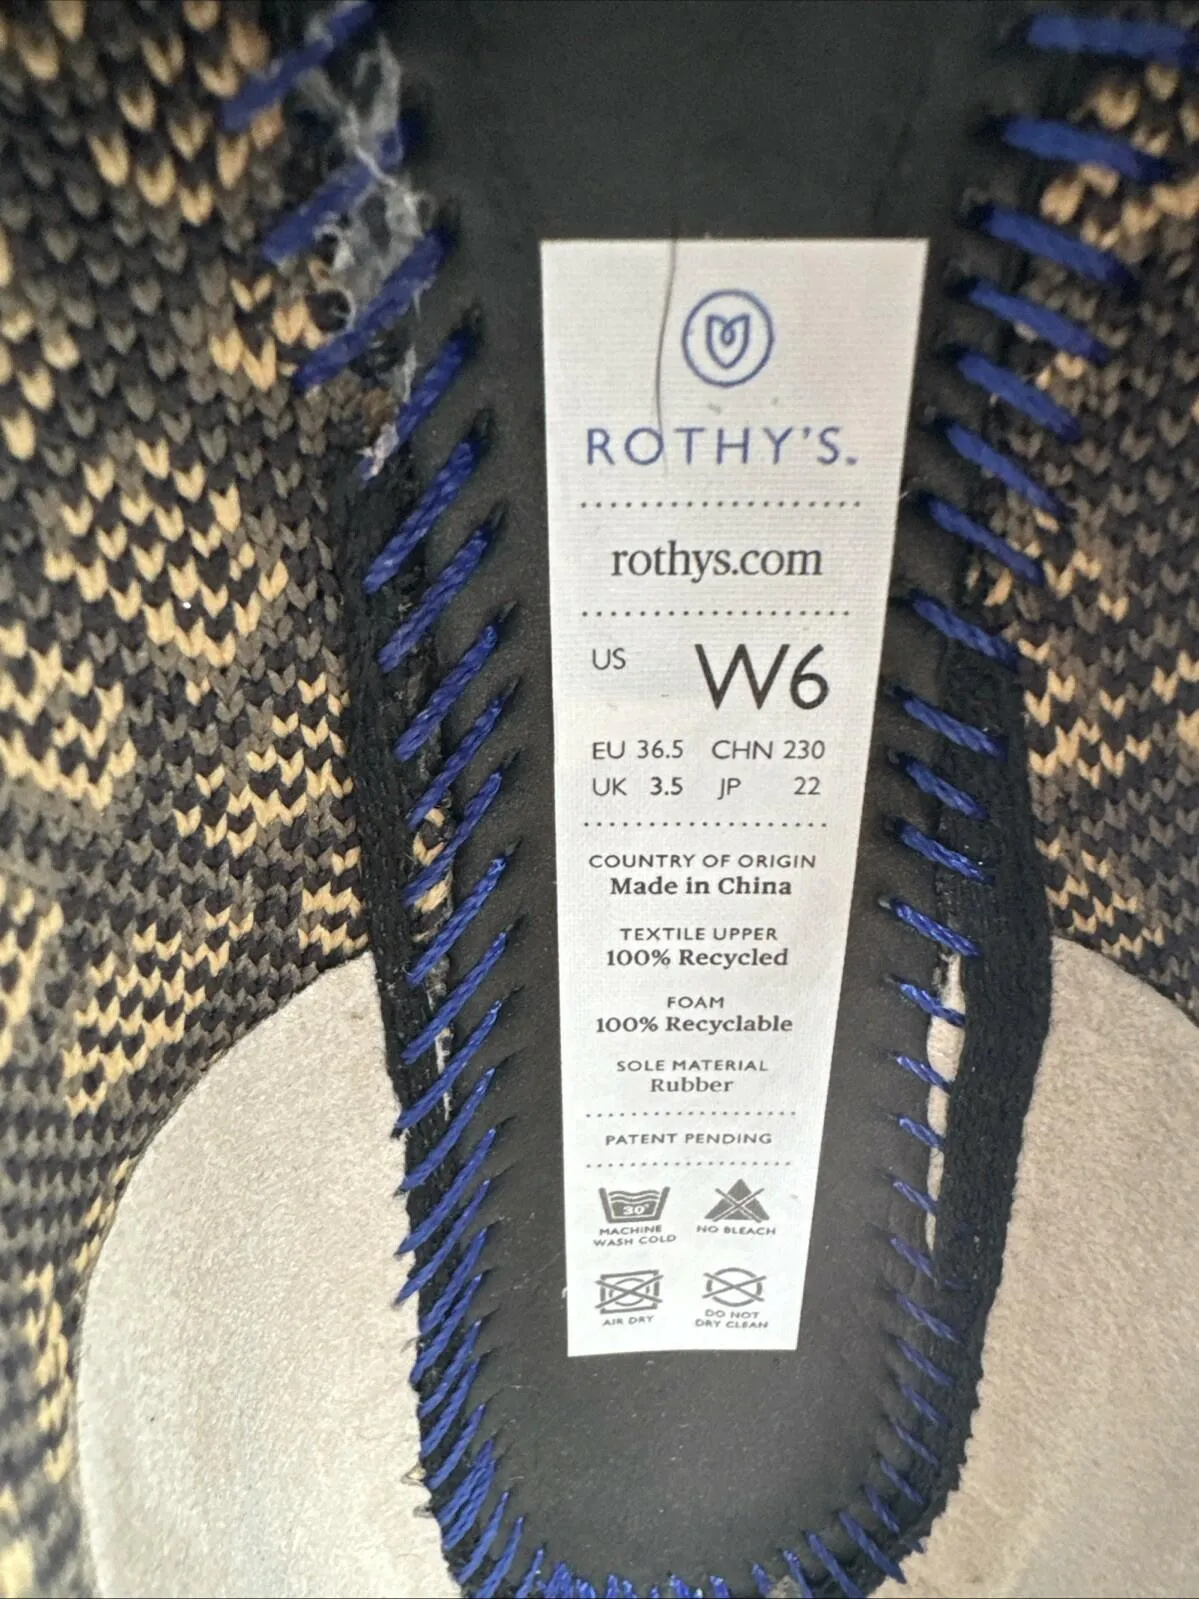 ROTHY'S.
rothys.com
US W6
EU 36.5 CHN 230
UK 3.5 JP 22
COUNTRY OF ORIGIN
Made in China
TEXTILE UPPER
100% Recycled
FOAM
100% Recyclable
SOLE MATERIAL
Rubber
PATENT PENDING
30°
MACHINE WASH COLD
NO BLEACH
AIR DRY
DO NOT DRY CLEAN